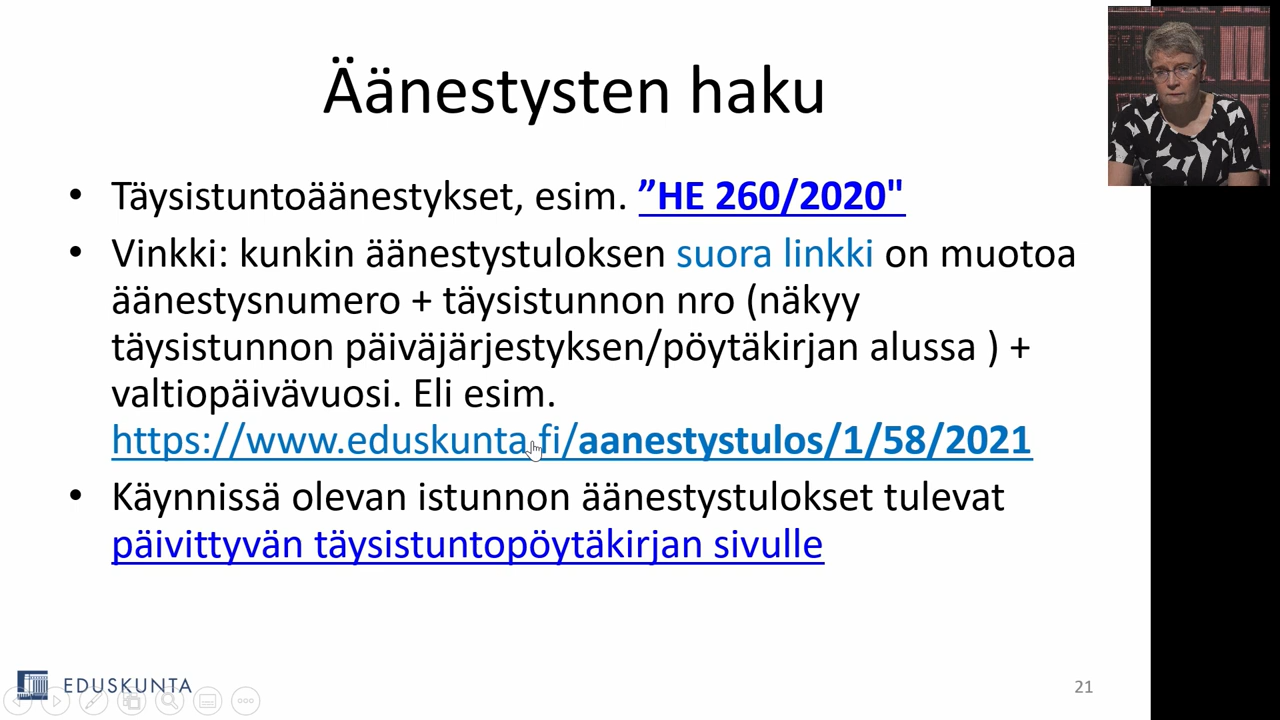 Äänestysten haku
• Täysistuntoäänestykset, esim. ”HE 260/2020"
• Vinkki: kunkin äänestystuloksen suora linkki on muotoa
äänestysnumero + täysistunnon nro (näkyy
täysistunnon päiväjärjestyksen/pöytäkirjan alussa ) +
valtiopäivävuosi. Eli esim.
https://www.eduskunta.fi/aanestystulos/1/58/2021
• Käynnissä olevan istunnon äänestystulokset tulevat
päivittyvän täysistuntopöytäkirjan sivulle
EDUSKUNTA
21